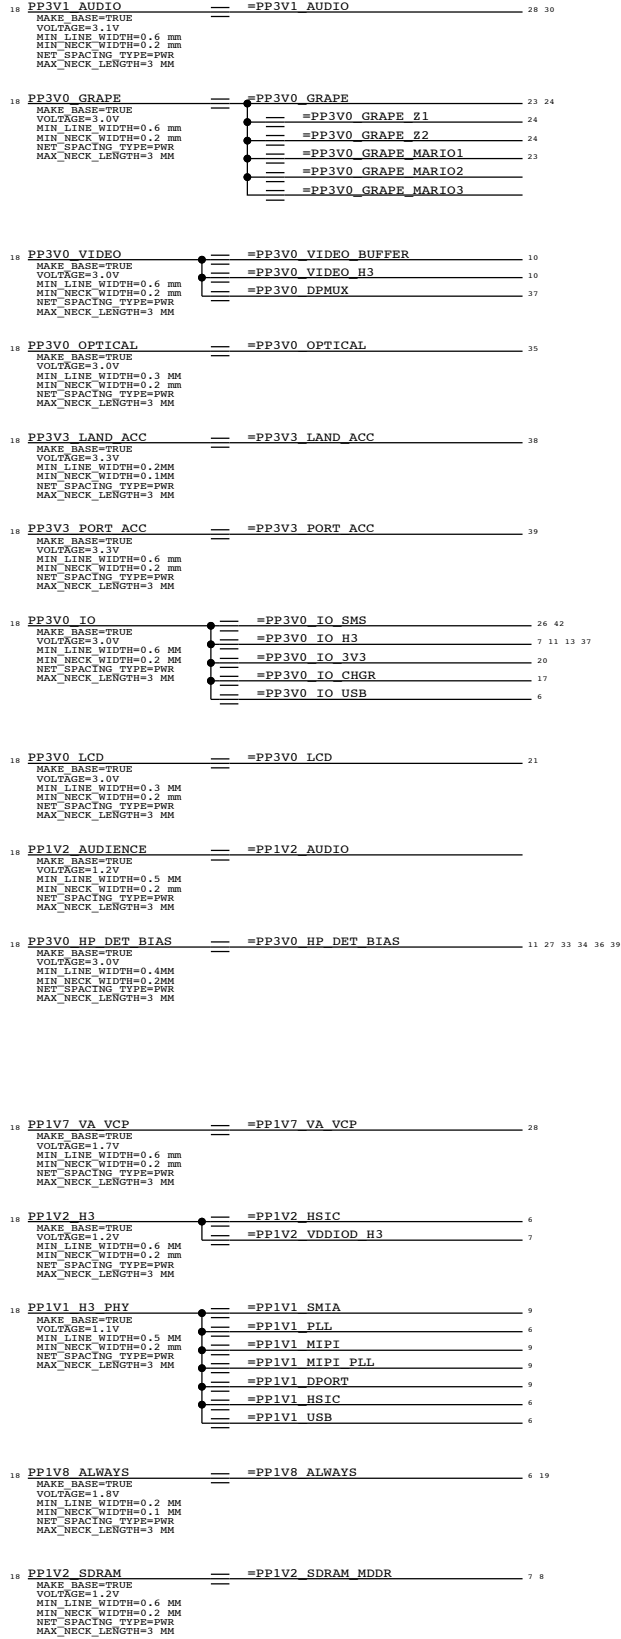 18 PP3V1_AUDIO =PP3V1_AUDIO 28 30
MAKE_BASE=TRUE
VOLTAGE=3.1V
MIN_LINE_WIDTH=0.6 mm
MIN_NECK_WIDTH=0.2 mm
NET_SPACING_TYPE=PWR
MAX_NECK_LENGTH=3 MM
18 PP3V0_GRAPE =PP3V0_GRAPE 23 24
MAKE_BASE=TRUE
VOLTAGE=3.0V
MIN_LINE_WIDTH=0.6 mm
MIN_NECK_WIDTH=0.2 mm
NET_SPACING_TYPE=PWR
MAX_NECK_LENGTH=3 MM
=PP3V0_GRAPE_Z1 24
=PP3V0_GRAPE_Z2 24
=PP3V0_GRAPE_MARIO1 23
=PP3V0_GRAPE_MARIO2
=PP3V0_GRAPE_MARIO3
18 PP3V0_VIDEO =PP3V0_VIDEO_BUFFER 10
MAKE_BASE=TRUE
VOLTAGE=3.0V
MIN_LINE_WIDTH=0.6 mm
MIN_NECK_WIDTH=0.2 mm
NET_SPACING_TYPE=PWR
MAX_NECK_LENGTH=3 MM
=PP3V0_VIDEO_H3 10
=PP3V0_DPMUX 37
18 PP3V0_OPTICAL =PP3V0_OPTICAL 35
MAKE_BASE=TRUE
VOLTAGE=3.0V
MIN_LINE_WIDTH=0.3 MM
MIN_NECK_WIDTH=0.2 mm
NET_SPACING_TYPE=PWR
MAX_NECK_LENGTH=3 MM
18 PP3V3_LAND_ACC =PP3V3_LAND_ACC 38
MAKE_BASE=TRUE
VOLTAGE=3.3V
MIN_LINE_WIDTH=0.2MM
MIN_NECK_WIDTH=0.1MM
NET_SPACING_TYPE=PWR
MAX_NECK_LENGTH=3 MM
18 PP3V3_PORT_ACC =PP3V3_PORT_ACC 39
MAKE_BASE=TRUE
VOLTAGE=3.3V
MIN_LINE_WIDTH=0.6 mm
MIN_NECK_WIDTH=0.2 mm
NET_SPACING_TYPE=PWR
MAX_NECK_LENGTH=3 MM
18 PP3V0_IO =PP3V0_IO_SMS 26 42
MAKE_BASE=TRUE
VOLTAGE=3.0V
MIN_LINE_WIDTH=0.6 MM
MIN_NECK_WIDTH=0.2 MM
NET_SPACING_TYPE=PWR
MAX_NECK_LENGTH=3 MM
=PP3V0_IO_H3 7 11 13 37
=PP3V0_IO_3V3 20
=PP3V0_IO_CHGR 17
=PP3V0_IO_USB 6
18 PP3V0_LCD =PP3V0_LCD 21
MAKE_BASE=TRUE
VOLTAGE=3.0V
MIN_LINE_WIDTH=0.3 MM
MIN_NECK_WIDTH=0.2 mm
NET_SPACING_TYPE=PWR
MAX_NECK_LENGTH=3 MM
18 PP1V2_AUDIENCE =PP1V2_AUDIO
MAKE_BASE=TRUE
VOLTAGE=1.2V
MIN_LINE_WIDTH=0.5 MM
MIN_NECK_WIDTH=0.2 mm
NET_SPACING_TYPE=PWR
MAX_NECK_LENGTH=3 MM
18 PP3V0_HP_DET_BIAS =PP3V0_HP_DET_BIAS 11 27 33 34 36 39
MAKE_BASE=TRUE
VOLTAGE=3.0V
MIN_LINE_WIDTH=0.4MM
MIN_NECK_WIDTH=0.2MM
NET_SPACING_TYPE=PWR
MAX_NECK_LENGTH=3 MM
18 PP1V7_VA_VCP =PP1V7_VA_VCP 28
MAKE_BASE=TRUE
VOLTAGE=1.7V
MIN_LINE_WIDTH=0.6 mm
MIN_NECK_WIDTH=0.2 mm
NET_SPACING_TYPE=PWR
MAX_NECK_LENGTH=3 MM
18 PP1V2_H3 =PP1V2_HSIC 6
MAKE_BASE=TRUE
VOLTAGE=1.2V
MIN_LINE_WIDTH=0.6 MM
MIN_NECK_WIDTH=0.2 mm
NET_SPACING_TYPE=PWR
MAX_NECK_LENGTH=3 MM
=PP1V2_VDDIOD_H3 7
18 PP1V1_H3_PHY =PP1V1_SMIA 9
MAKE_BASE=TRUE
VOLTAGE=1.1V
MIN_LINE_WIDTH=0.5 MM
MIN_NECK_WIDTH=0.2 mm
NET_SPACING_TYPE=PWR
MAX_NECK_LENGTH=3 MM
=PP1V1_PLL 6
=PP1V1_MIPI 9
=PP1V1_MIPI_PLL 9
=PP1V1_DPORT 9
=PP1V1_HSIC 6
=PP1V1_USB 6
18 PP1V8_ALWAYS =PP1V8_ALWAYS 6 19
MAKE_BASE=TRUE
VOLTAGE=1.8V
MIN_LINE_WIDTH=0.2 MM
MIN_NECK_WIDTH=0.1 MM
NET_SPACING_TYPE=PWR
MAX_NECK_LENGTH=3 MM
18 PP1V2_SDRAM =PP1V2_SDRAM_MDDR 7 8
MAKE_BASE=TRUE
VOLTAGE=1.2V
MIN_LINE_WIDTH=0.6 MM
MIN_NECK_WIDTH=0.2 MM
NET_SPACING_TYPE=PWR
MAX_NECK_LENGTH=3 MM